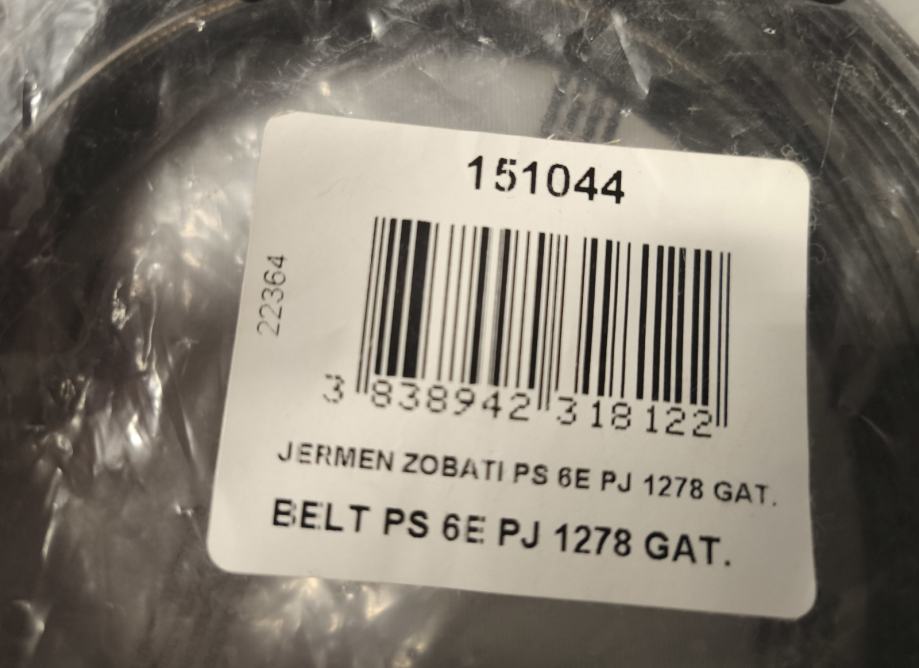 151044
22364
3 838942 318122
JERMEN ZOBATI PS 6E PJ 1278 GAT.
BELT PS 6E PJ 1278 GAT.